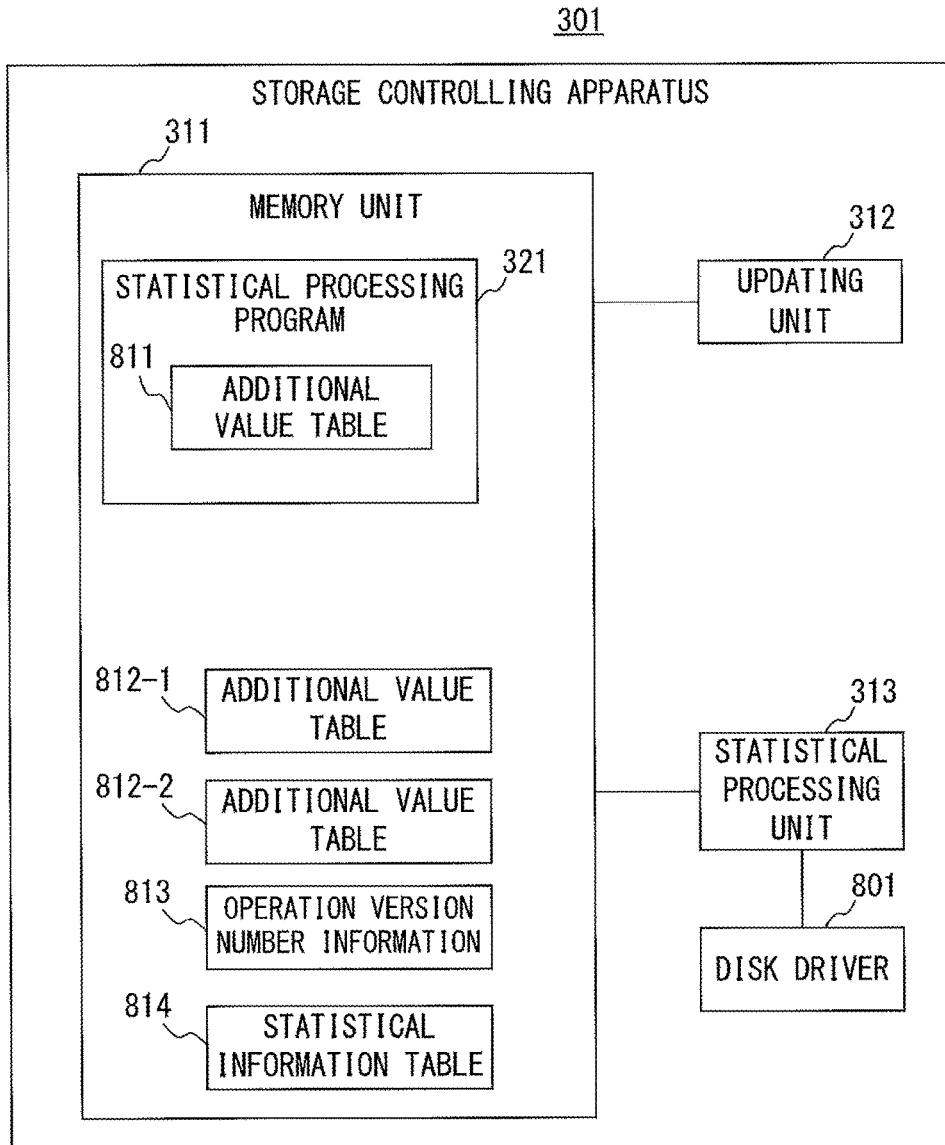 301
STORAGE CONTROLLING APPARATUS
311
MEMORY UNIT
312
UPDATING
UNIT
321
STATISTICAL PROCESSING
PROGRAM
811
ADDITIONAL
VALUE TABLE
812-1
ADDITIONAL VALUE
TABLE
313
STATISTICAL
PROCESSING
UNIT
812-2
ADDITIONAL VALUE
TABLE
813
OPERATION VERSION
NUMBER INFORMATION
801
DISK DRIVER
814
STATISTICAL
INFORMATION TABLE